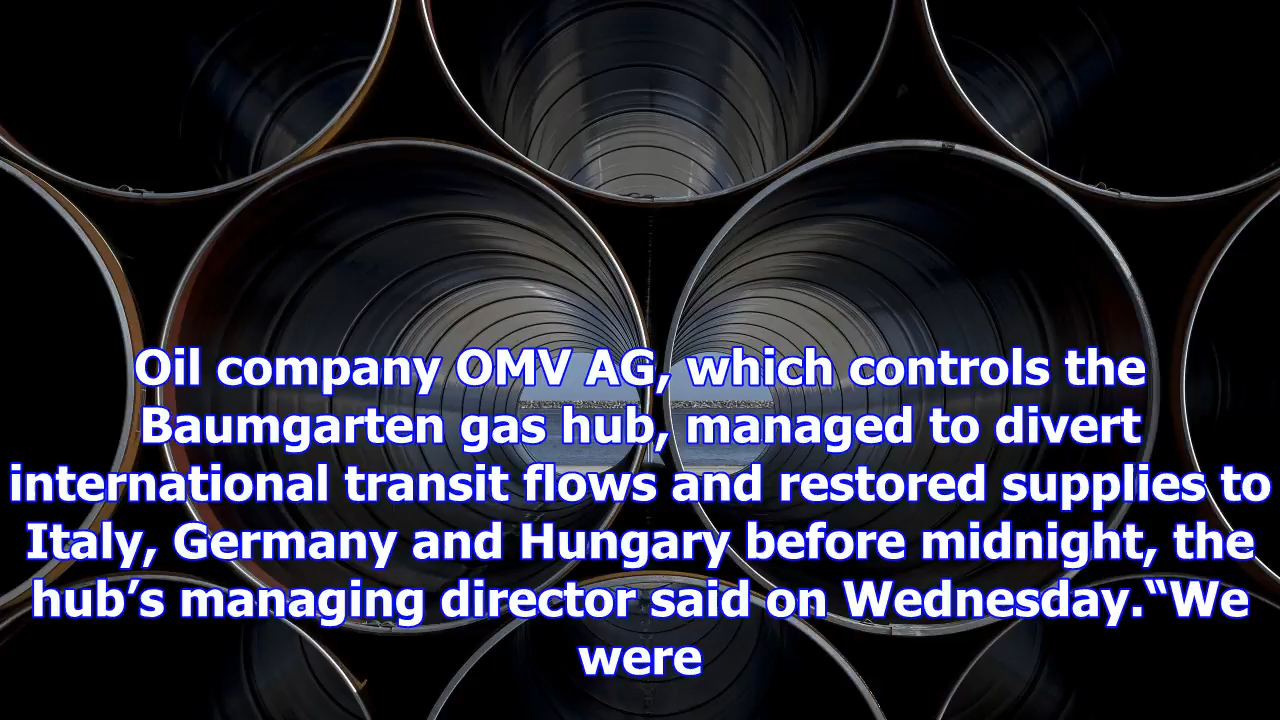 Oil company OMV AG, which controls the
Baumgarten gas hub, managed to divert
international transit flows and restored supplies to
Italy, Germany and Hungary before midnight, the
hub’s managing director said on Wednesday.“We
were